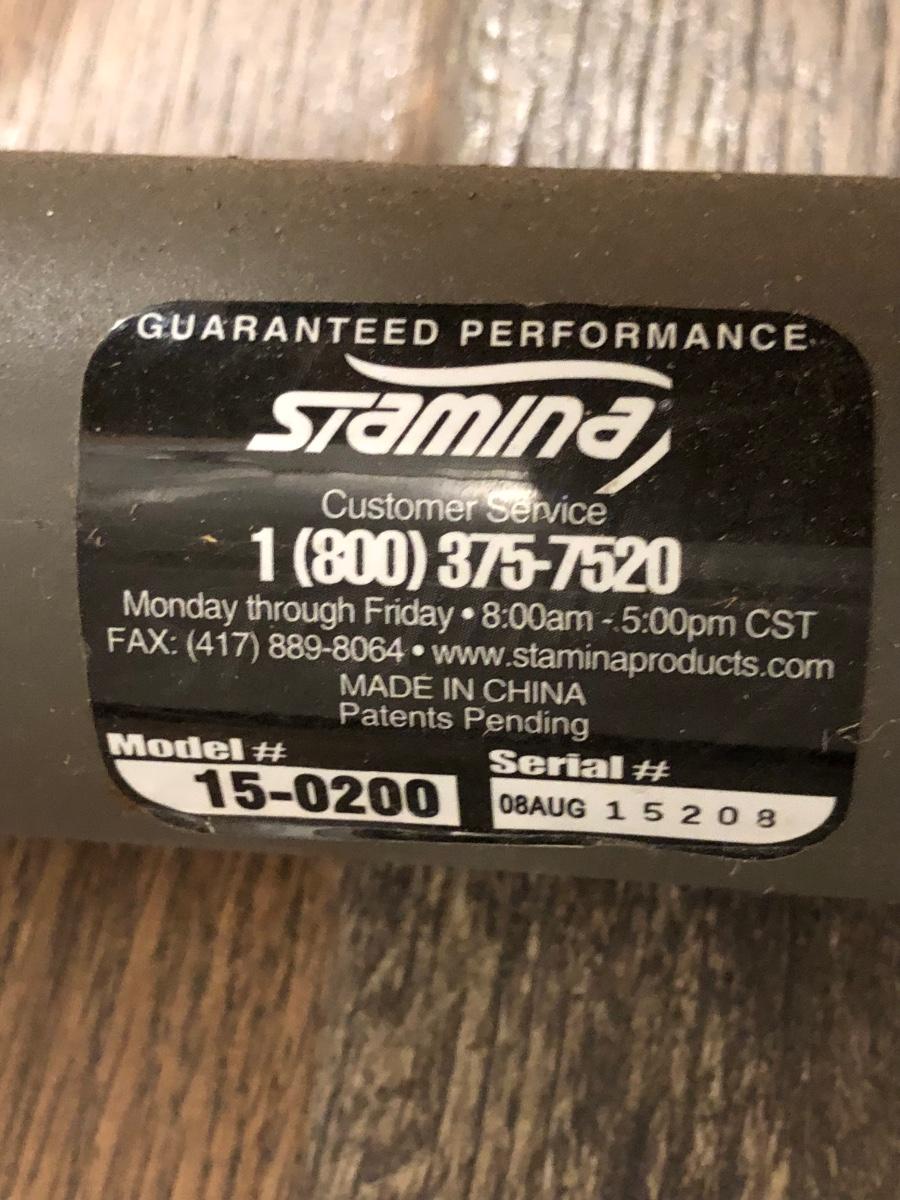 GUARANTEED PERFORMANCE
Stamina®
Customer Service
1 (800) 375-7520
Monday through Friday • 8:00am - 5:00pm CST
FAX: (417) 889-8064 • www.staminaproducts.com
MADE IN CHINA
Patents Pending
Model # Serial #
15-0200 08AUG 15208